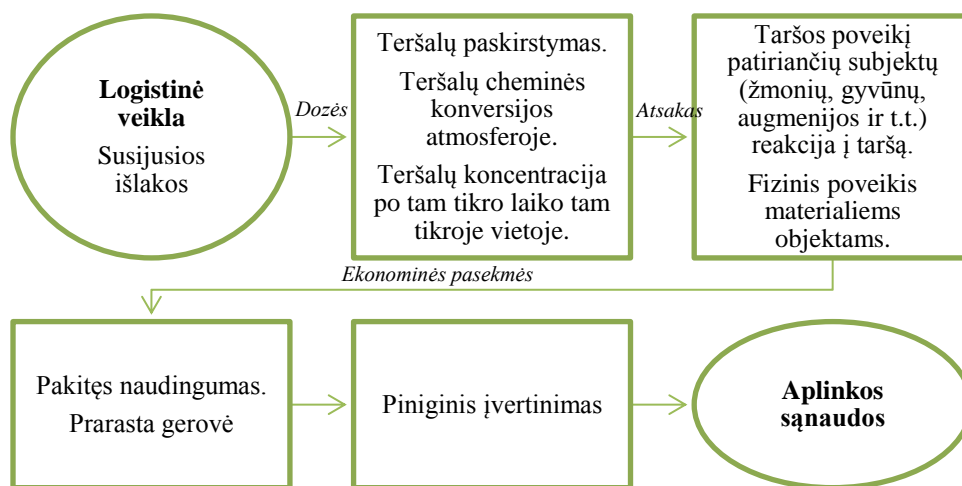 Logistinė
veikla
Susijusios
išlakos
Dozės
Teršalų paskirstymas.
Teršalų cheminės
konversijos
atmosferoje.
Teršalų koncentracija
po tam tikro laiko tam
tikroje vietoje.
Atsakas
Taršos poveikį
patiriančių subjektų
(žmonių, gyvūnų,
augmenijos ir t.t.)
reakcija į taršą.
Fizinis poveikis
materialiems
objektams.
Ekonominės pasekmės
Pakitęs naudingumas.
Prarasta gerovė
Piniginis įvertinimas
Aplinkos
sąnaudos